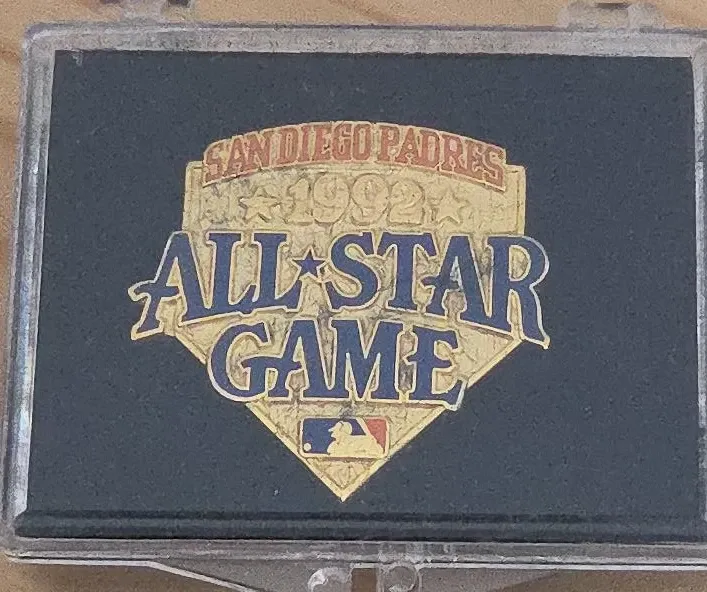 SAN DIEGO PADRES
1992
ALL★STAR
GAME